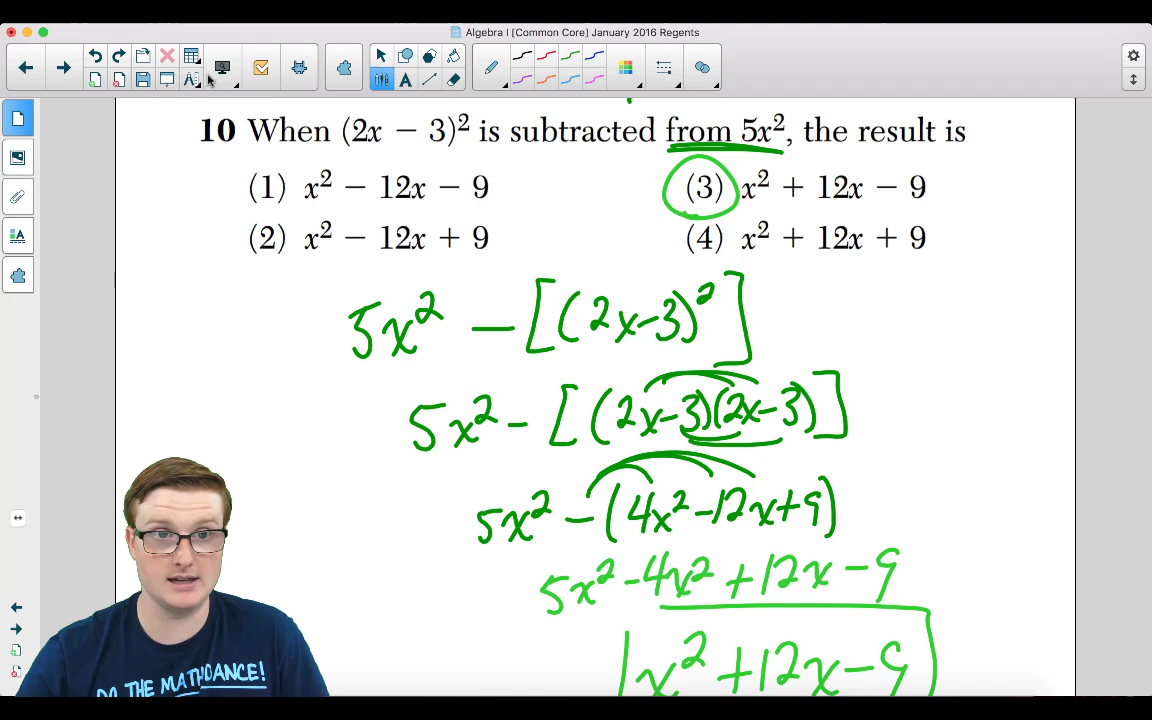 Algebra I [Common Core] January 2016 Regents
10 When (2x − 3)² is subtracted from 5x², the result is
(1) x² − 12x − 9
(3) x² + 12x − 9
(2) x² − 12x + 9
(4) x² + 12x + 9
5x² − [(2x−3)²]
5x² − [(2x−3)(2x−3)]
5x² − (4x² −12x+9)
5x² −4x² +12x −9
x² +12x −9
DO THE MATHDANCE!